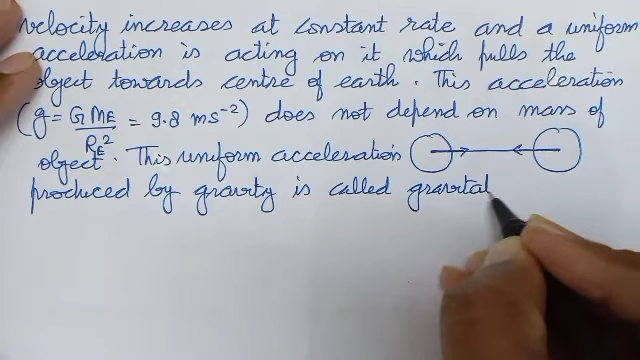 velocity increases at constant rate and a uniform
acceleration is acting on it which pulls the
object towards centre of earth. This acceleration
(g = G ME / RE² = 9.8 ms⁻²) does not depend on mass of
object. This uniform acceleration
produced by gravity is called gravital